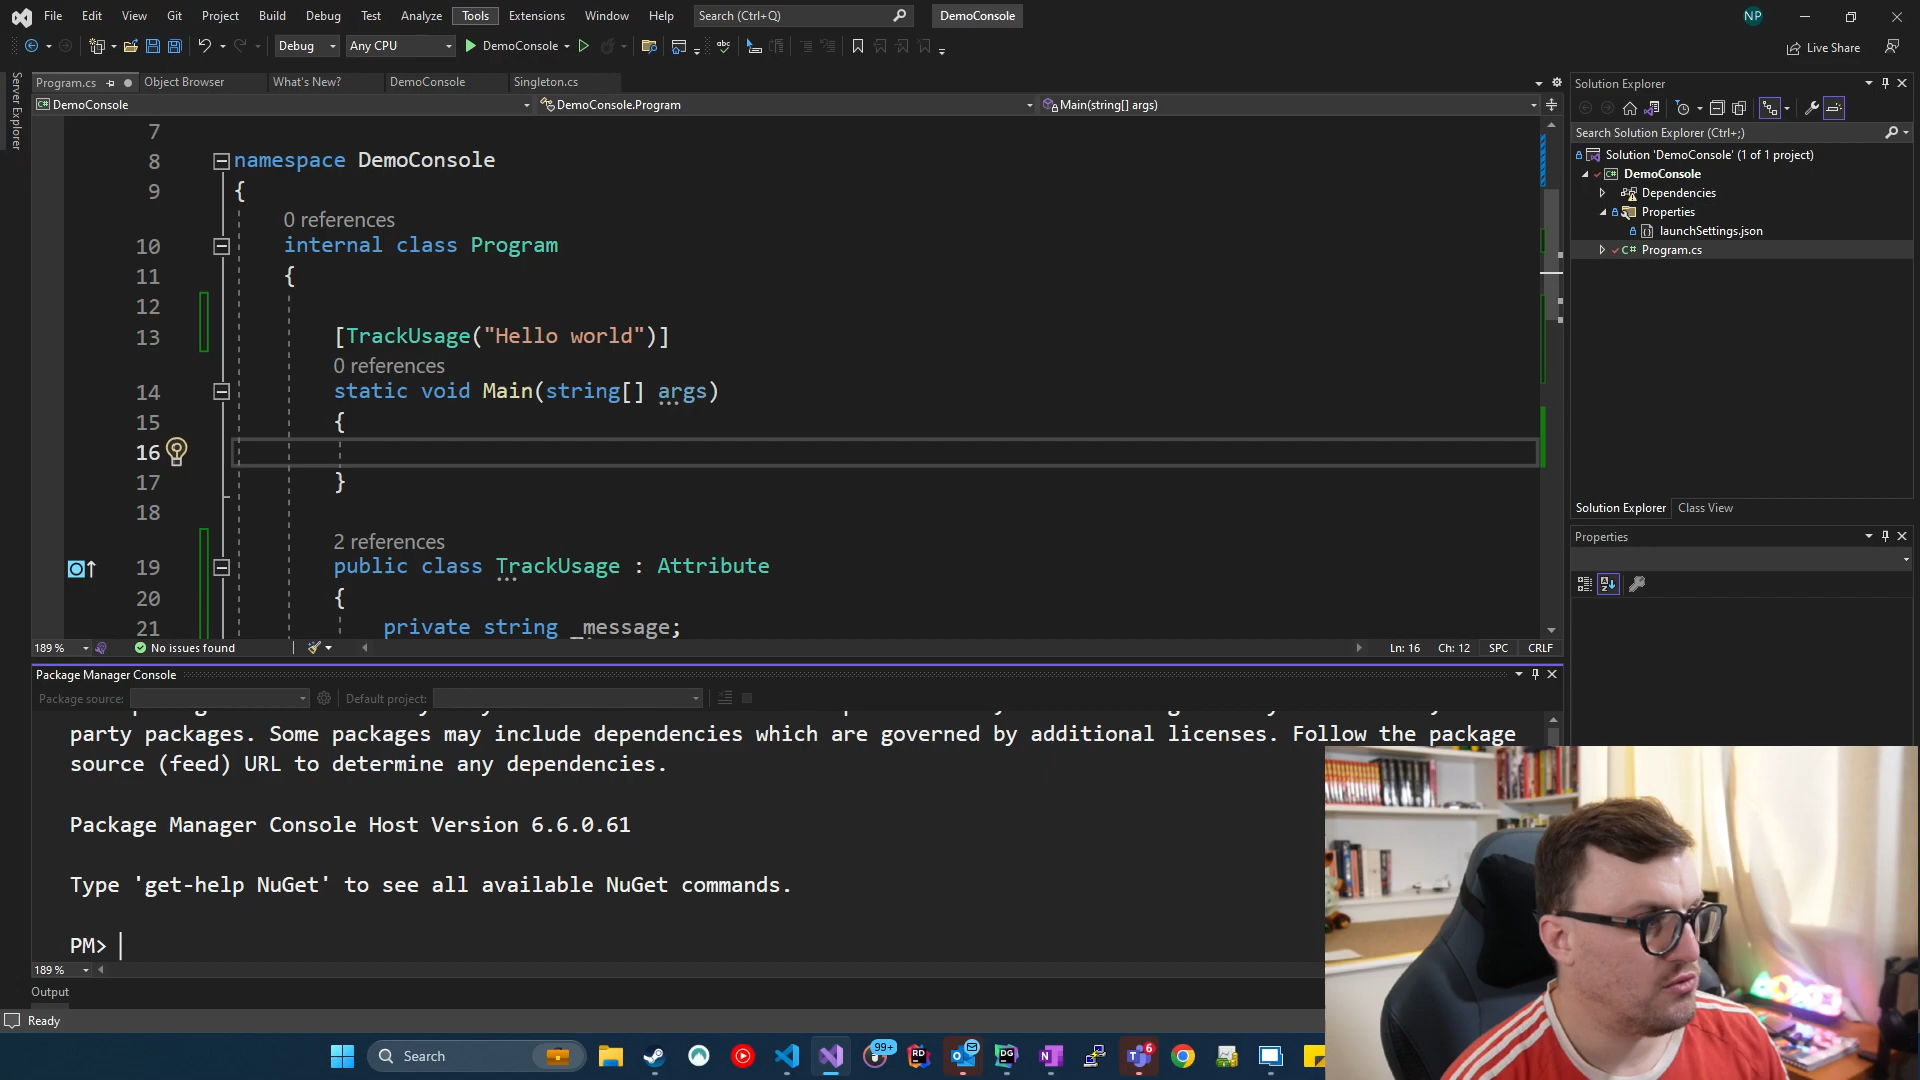 File Edit View Git Project Build Debug Test Analyze Tools Extensions Window Help Search (Ctrl+Q) DemoConsole NP
Debug Any CPU DemoConsole Live Share
Server Explorer
Program.cs Object Browser What's New? DemoConsole Singleton.cs
DemoConsole DemoConsole.Program Main(string[] args)
7
8 namespace DemoConsole
9 {
0 references
10 internal class Program
11 {
12
13 [TrackUsage("Hello world")]
0 references
14 static void Main(string[] args)
15 {
16
17 }
18
2 references
19 public class TrackUsage : Attribute
20 {
21 private string _message;
189 % No issues found Ln: 16 Ch: 12 SPC CRLF
Package Manager Console
Package source: Default project:
party packages. Some packages may include dependencies which are governed by additional licenses. Follow the package
source (feed) URL to determine any dependencies.
Package Manager Console Host Version 6.6.0.61
Type 'get-help NuGet' to see all available NuGet commands.
PM>
189 %
Output
Ready
Solution Explorer
Search Solution Explorer (Ctrl+;)
Solution 'DemoConsole' (1 of 1 project)
DemoConsole
Dependencies
Properties
launchSettings.json
C# Program.cs
Solution Explorer Class View
Properties
Search 99+ RD DG N 6